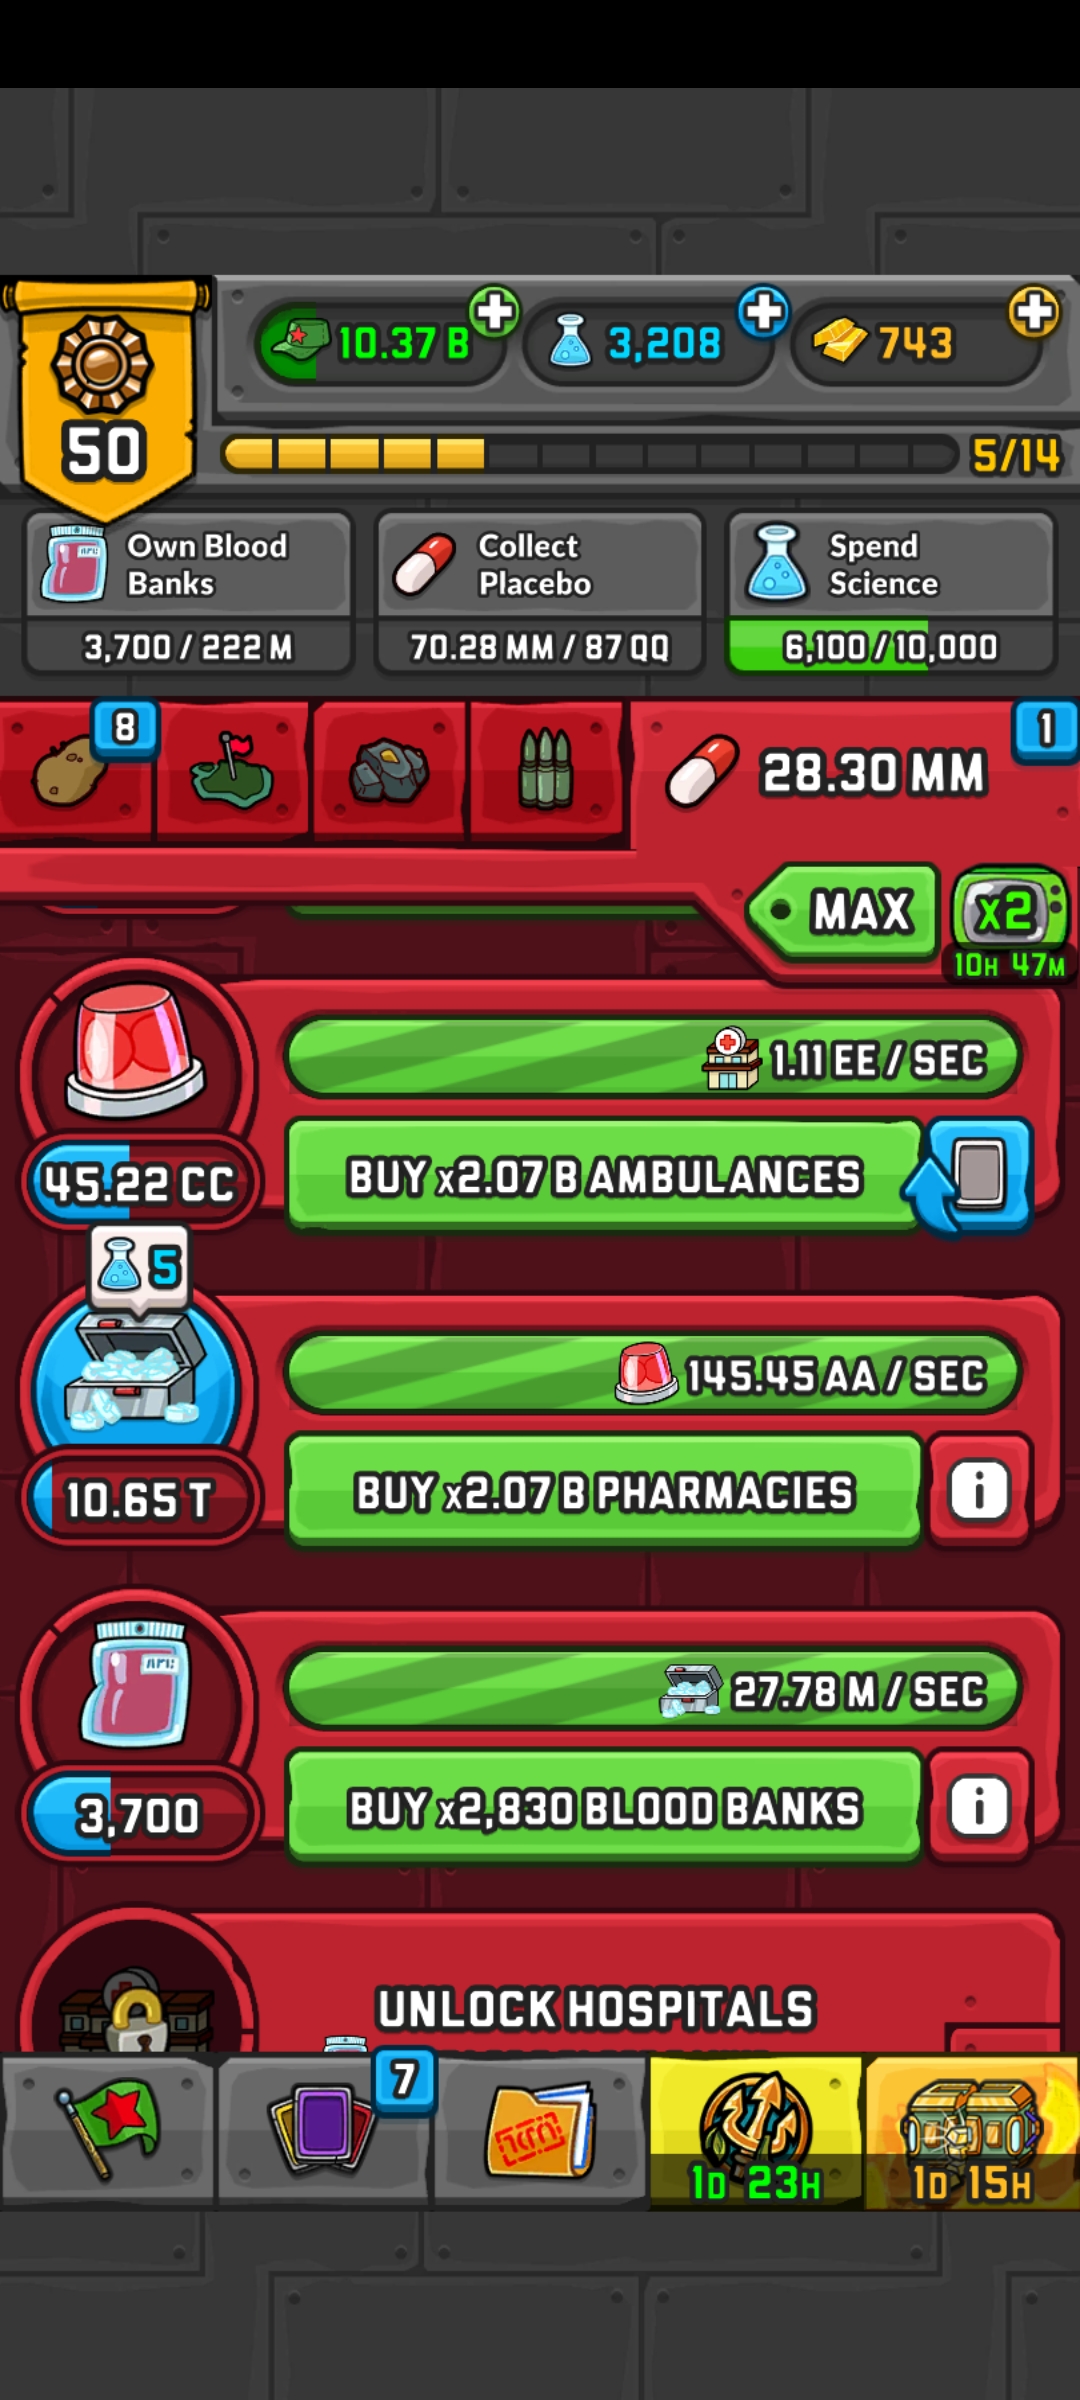 10.37 B
3,208
743
50
5/14
Own Blood
Banks
3,700 / 222 M
Collect
Placebo
70.28 MM / 87 QQ
Spend
Science
6,100 / 10,000
8
28.30 MM
1
MAX
x2
10H 47M
1.11 EE / SEC
45.22 CC
BUY x2.07 B AMBULANCES
5
145.45 AA / SEC
10.65 T
BUY x2.07 B PHARMACIES
i
27.78 M / SEC
3,700
BUY x2,830 BLOOD BANKS
i
UNLOCK HOSPITALS
7
1D 23H
1D 15H